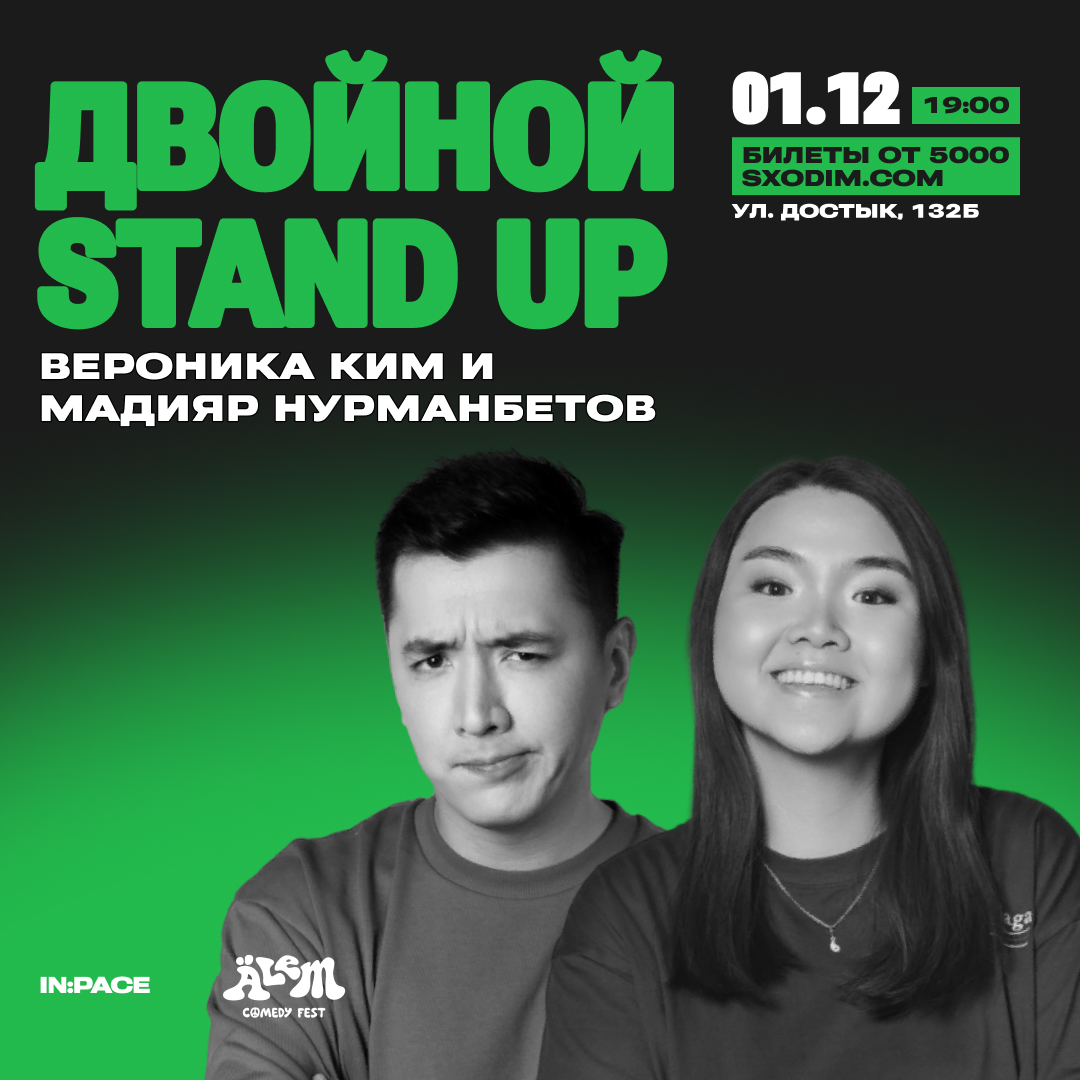 ДВОЙНОЙ
STAND UP
ВЕРОНИКА КИМ И
МАДИЯР НУРМАНБЕТОВ
01.12 19:00
БИЛЕТЫ ОТ 5000
SXODIM.COM
УЛ. ДОСТЫК, 132Б
IN:PACE
ÄLEM
COMEDY FEST